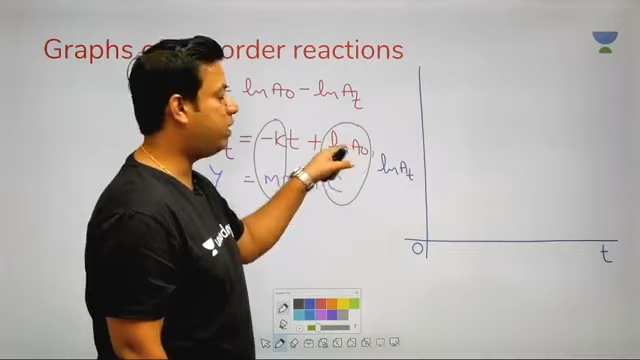 Graphs order reactions
ln A0 - ln At
t = -kt + ln A0
Y = m
ln At
0
t